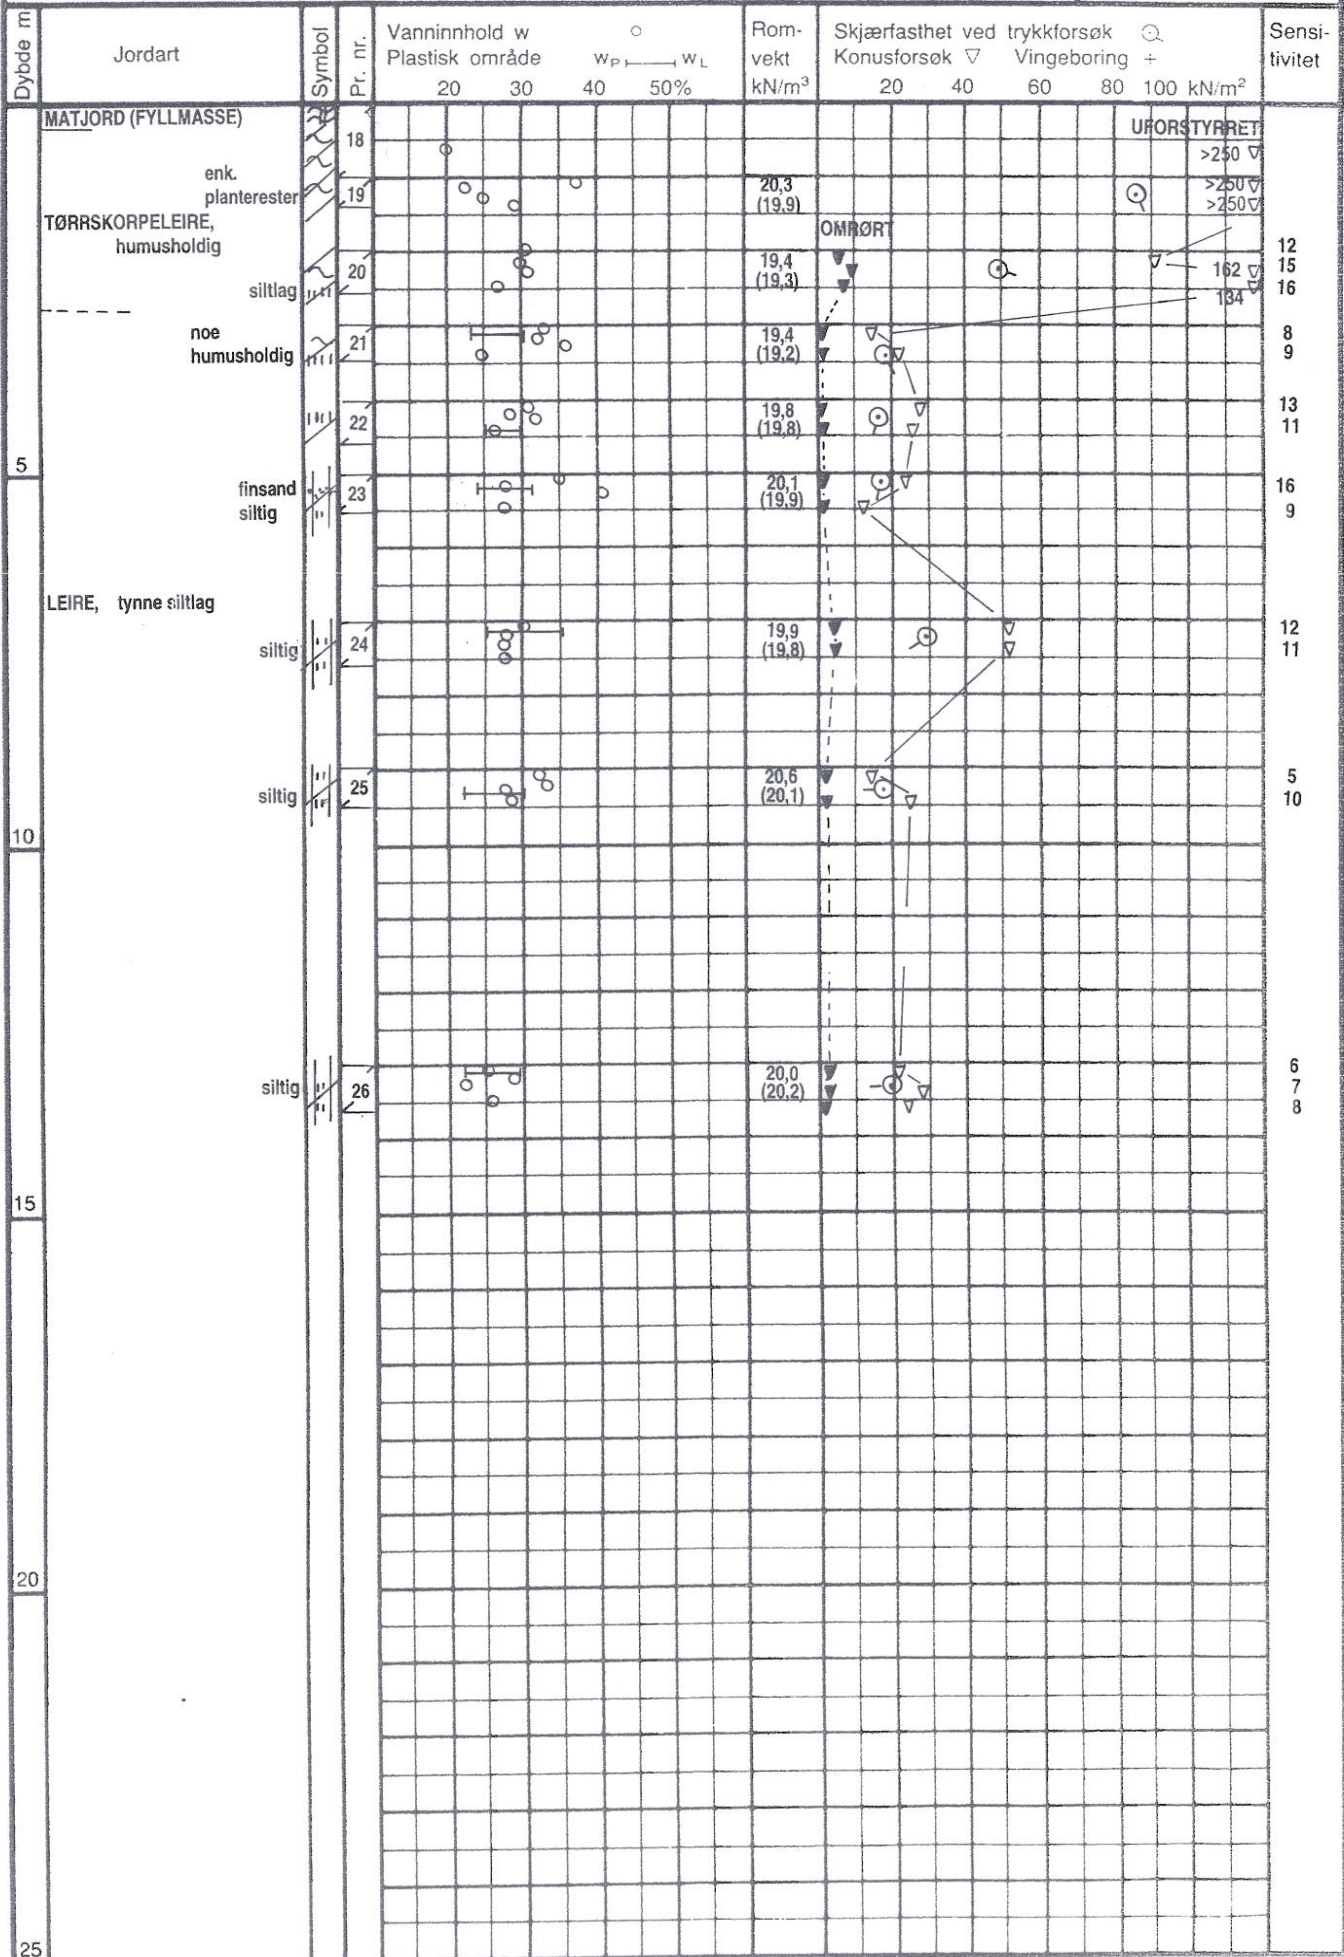 Dybde m
Jordart
Symbol
Pr. nr.
Vanninnhold w
Plastisk område wP wL
20 30 40 50%
Rom-
vekt
kN/m³
Skjærfasthet ved trykkforsøk
Konusforsøk ▽ Vingeboring +
20 40 60 80 100 kN/m²
Sensi-
tivitet
MATJORD (FYLLMASSE)
18
UFORSTYRRET
>250
enk.
planterester
19
20,3
(19,9)
>250
>250
TØRRSKORPELEIRE,
humusholdig
OMRØRT
siltlag
20
19,4
(19,3)
162
134
12
15
16
noe
humusholdig
21
19,4
(19,2)
8
9
22
19,8
(19,8)
13
11
5
finsand
siltig
23
20,1
(19,9)
16
9
LEIRE, tynne siltlag
siltig
24
19,9
(19,8)
12
11
siltig
25
20,6
(20,1)
5
10
10
siltig
26
20,0
(20,2)
6
7
8
15
20
25